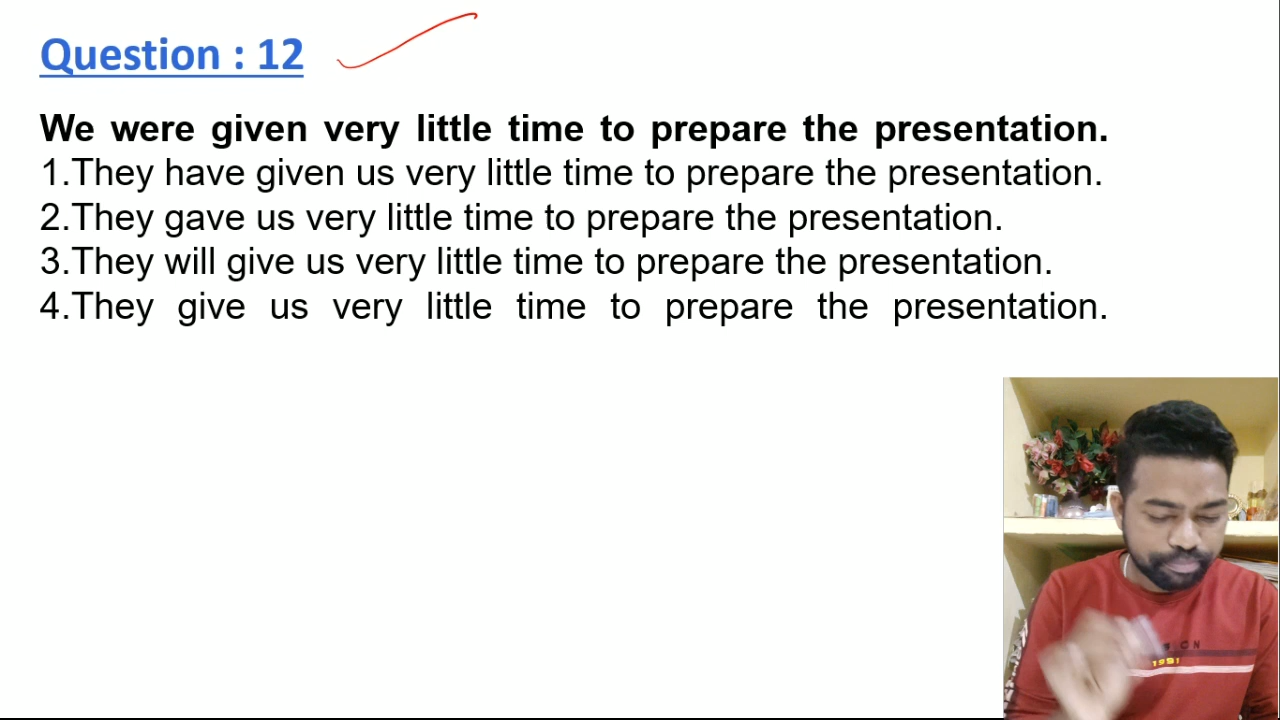 Question : 12
We were given very little time to prepare the presentation.
1.They have given us very little time to prepare the presentation.
2.They gave us very little time to prepare the presentation.
3.They will give us very little time to prepare the presentation.
4.They give us very little time to prepare the presentation.
1991